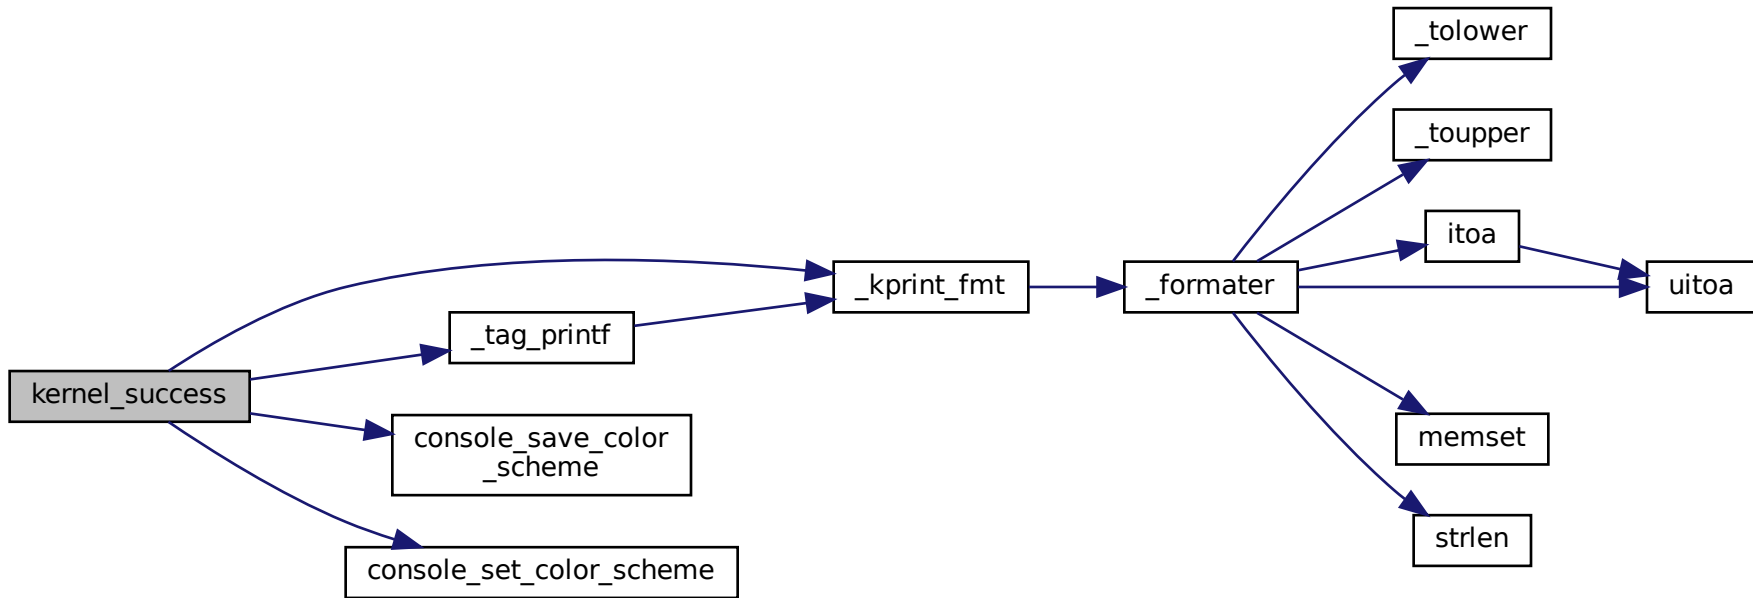 _tolower
_toupper
itoa
_kprint_fmt
_formater
uitoa
_tag_printf
kernel_success
console_save_color
_scheme
memset
strlen
console_set_color_scheme